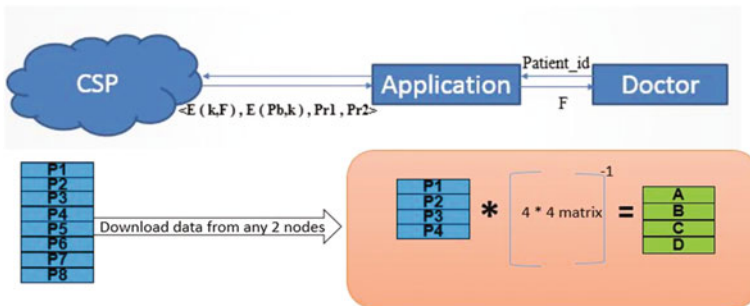 Patient_id
CSP
Application
Doctor
F
<E ( k,F) , E ( Pb,k) , Pr1 , Pr2>
P1
P2
P3
P4
P5
P6
P7
P8
Download data from any 2 nodes
P1
P2
P3
P4
*
4 * 4 matrix
-1
=
A
B
C
D